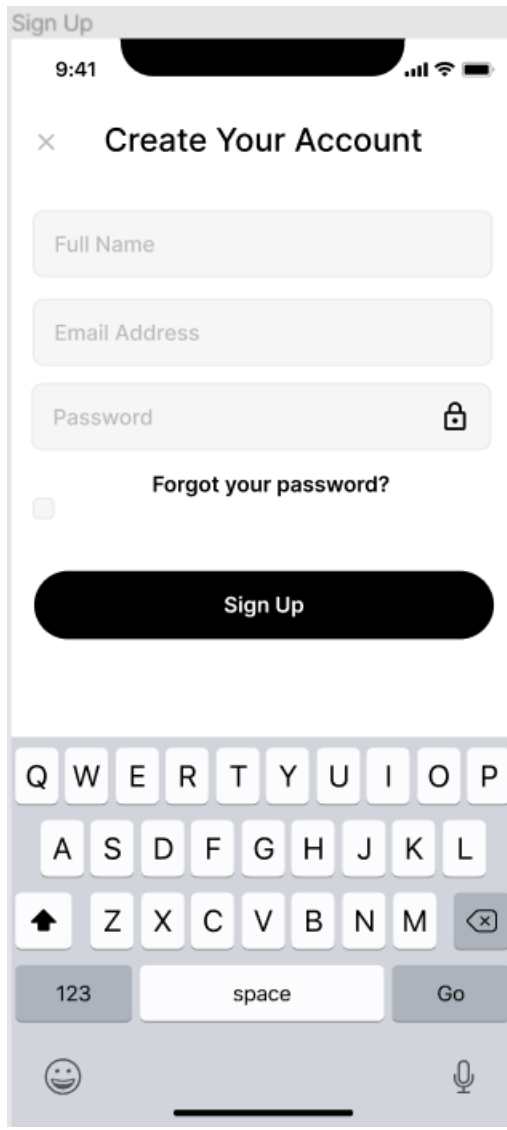 Sign Up
9:41
Create Your Account
Full Name
Email Address
Password
Forgot your password?
Sign Up
Q W E R T Y U I O P
A S D F G H J K L
Z X C V B N M
123 space Go